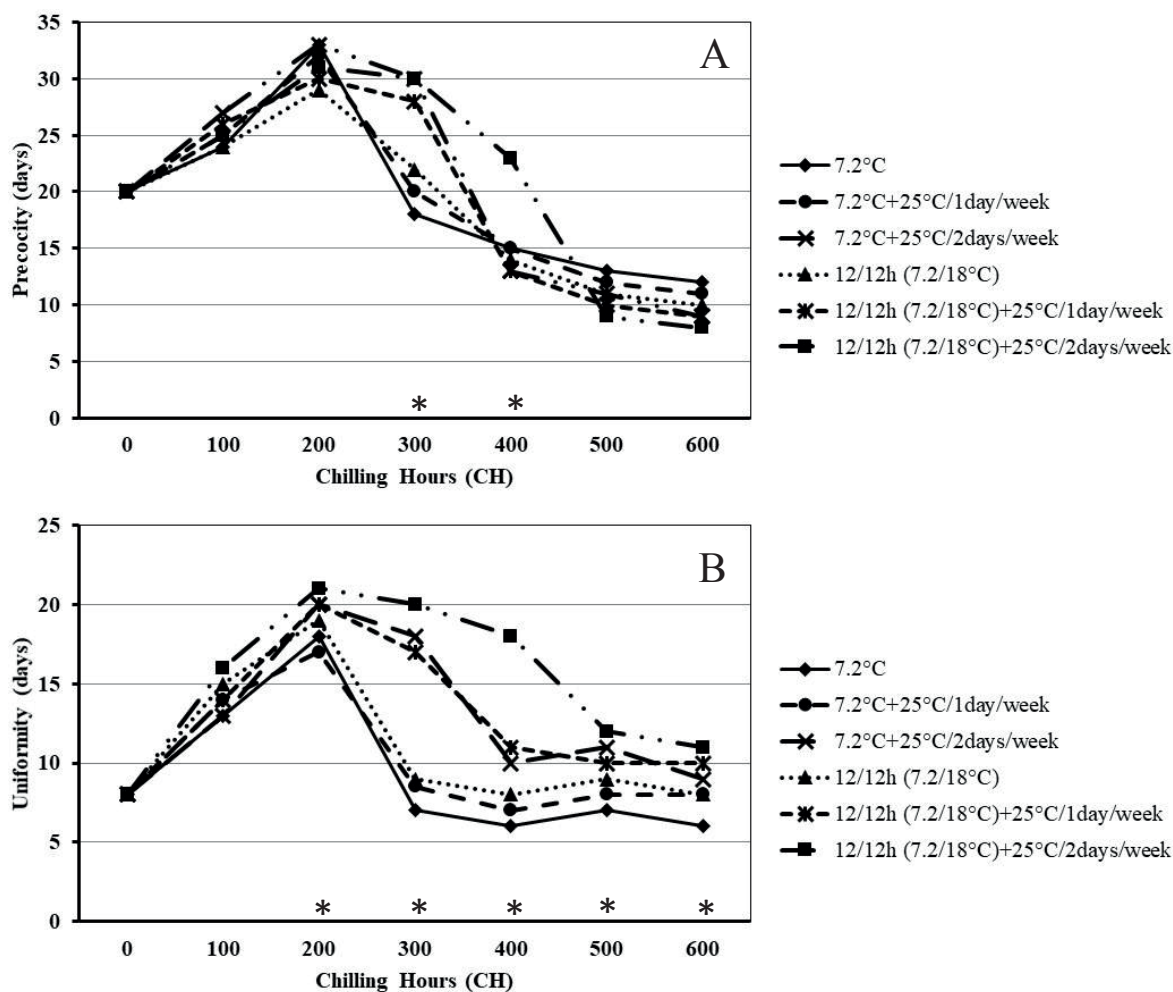 A
Precocity (days)
35
30
25
20
15
10
5
0
* *
0 100 200 300 400 500 600
Chilling Hours (CH)
7.2°C
7.2°C+25°C/1day/week
7.2°C+25°C/2days/week
12/12h (7.2/18°C)
12/12h (7.2/18°C)+25°C/1day/week
12/12h (7.2/18°C)+25°C/2days/week
B
Uniformity (days)
25
20
15
10
5
0
* * * * *
0 100 200 300 400 500 600
Chilling Hours (CH)
7.2°C
7.2°C+25°C/1day/week
7.2°C+25°C/2days/week
12/12h (7.2/18°C)
12/12h (7.2/18°C)+25°C/1day/week
12/12h (7.2/18°C)+25°C/2days/week